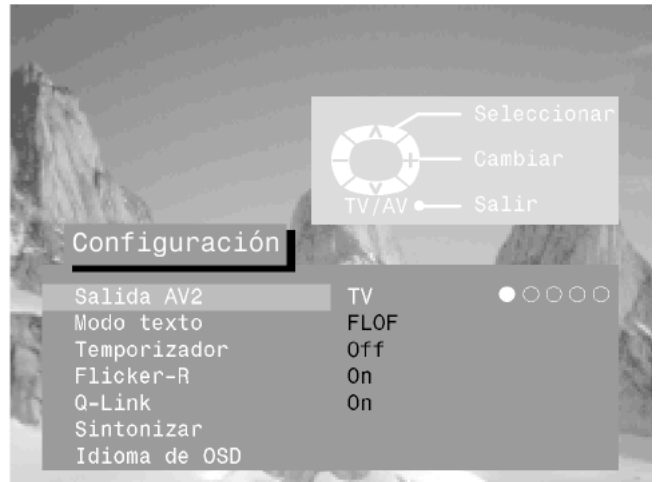 Seleccionar
Cambiar
TV/AV Salir
Configuración
Salida AV2 TV
Modo texto FLOF
Temporizador Off
Flicker-R On
Q-Link On
Sintonizar
Idioma de OSD